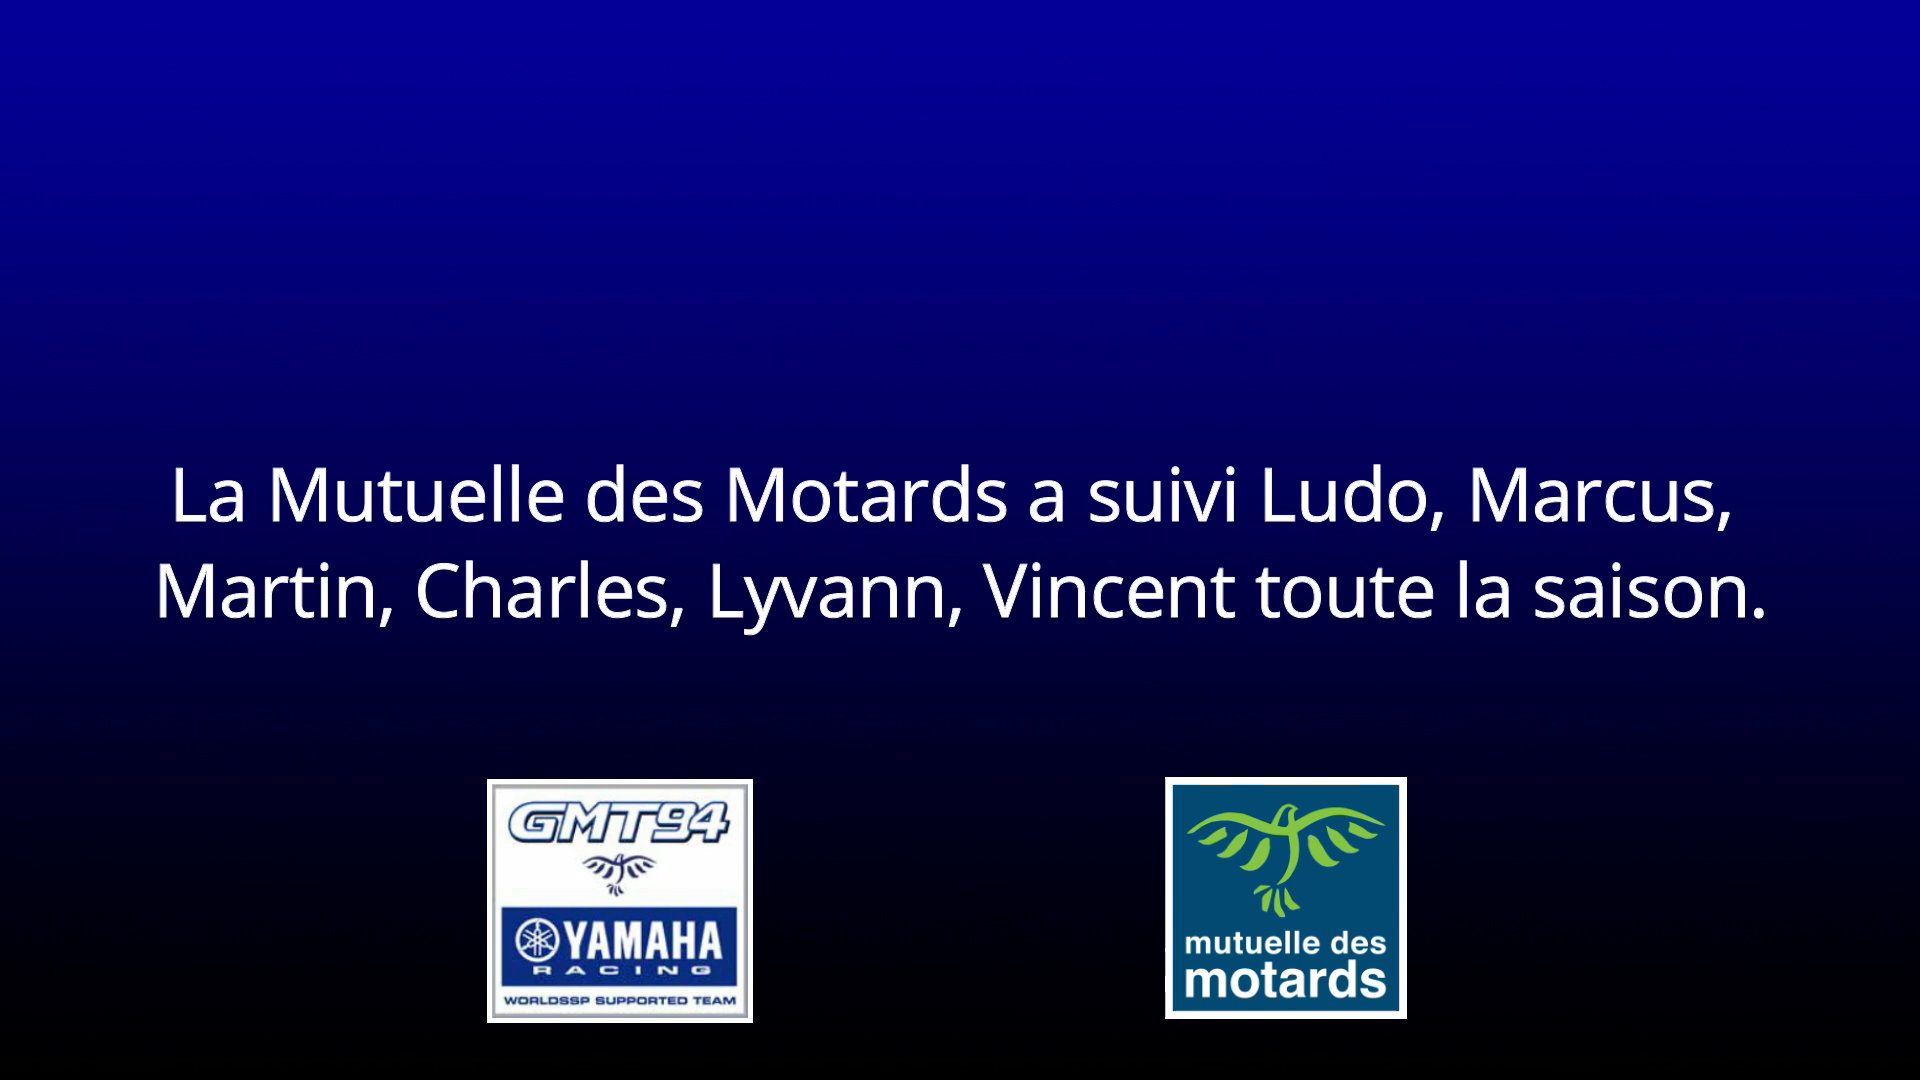 La Mutuelle des Motards a suivi Ludo, Marcus,
Martin, Charles, Lyvann, Vincent toute la saison.
GMT94
YAMAHA
RACING
WORLDSSP SUPPORTED TEAM
mutuelle des
motards